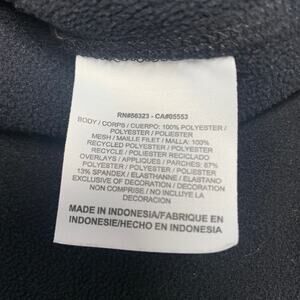 RN#56323 - CA#05553
BODY / CORPS / CUERPO: 100% POLYESTER /
POLYESTER / POLIESTER
MESH / MAILLE FILET / MALLA: 100%
RECYCLED POLYESTER / POLYESTER
RECYCLE / POLIESTER RECICLADO
OVERLAYS / APPLIQUES / PARCHES: 87%
POLYESTER / POLYESTER / POLIESTER
13% SPANDEX / ELASTHANNE / ELASTANO
EXCLUSIVE OF DECORATION / DECORATION
NON COMPRISE / NO INCLUYE LA
DECORACION
MADE IN INDONESIA/FABRIQUE EN
INDONESIE/HECHO EN INDONESIA